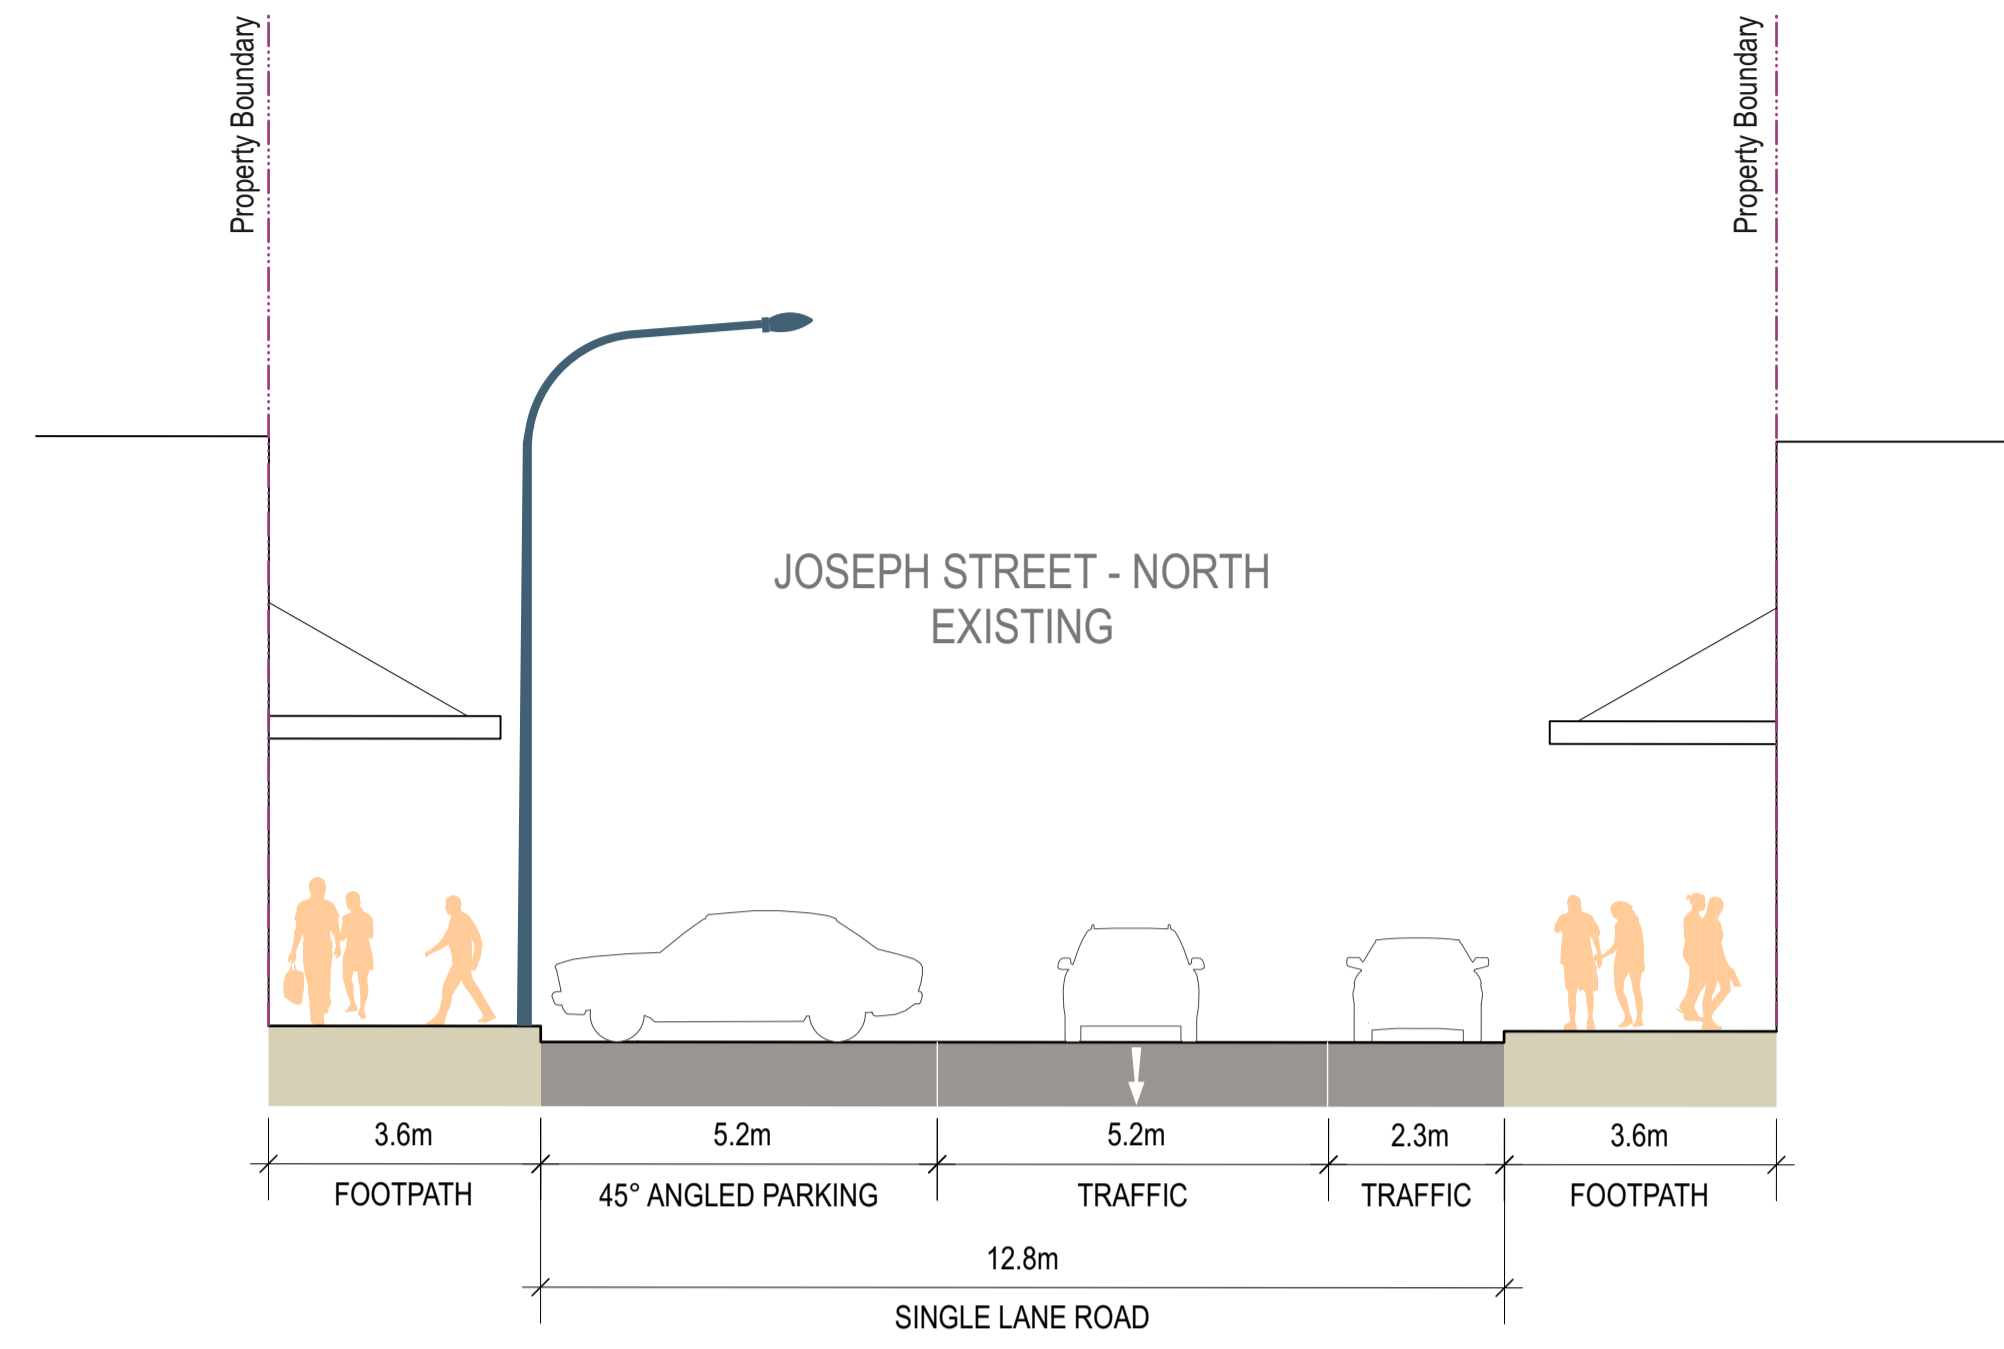 Property Boundary
Property Boundary
JOSEPH STREET - NORTH
EXISTING
3.6m
5.2m
5.2m
2.3m
3.6m
FOOTPATH
45° ANGLED PARKING
TRAFFIC
TRAFFIC
FOOTPATH
12.8m
SINGLE LANE ROAD